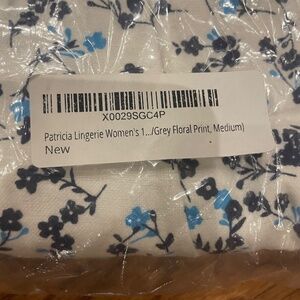 X0029SGC4P
Patricia Lingerie Women's 1.../Grey Floral Print, Medium)
New